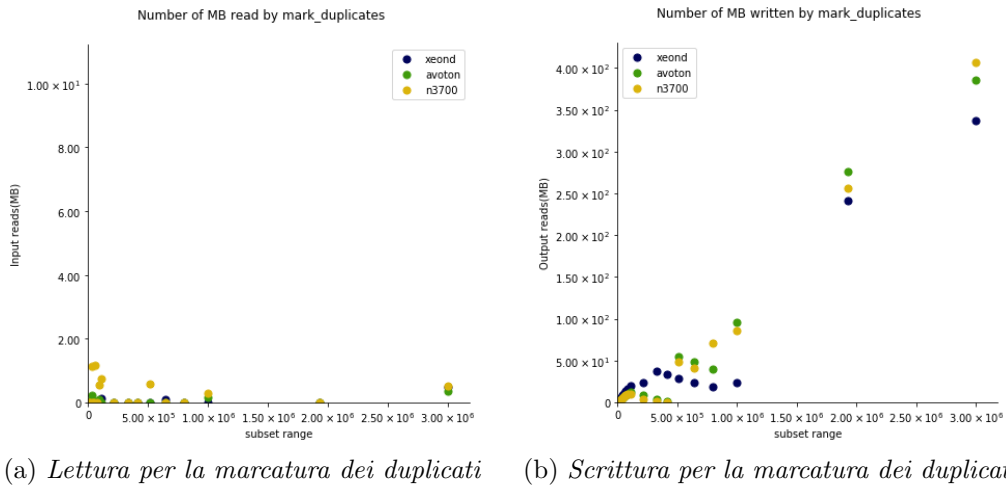 Number of MB read by mark_duplicates
xeond
avoton
n3700
1.00 × 10¹
8.00
6.00
4.00
2.00
0
Input reads(MB)
0 5.00 × 10⁵ 1.00 × 10⁶ 1.50 × 10⁶ 2.00 × 10⁶ 2.50 × 10⁶ 3.00 × 10⁶
subset range
(a) Lettura per la marcatura dei duplicati
Number of MB written by mark_duplicates
xeond
avoton
n3700
4.00 × 10²
3.50 × 10²
3.00 × 10²
2.50 × 10²
2.00 × 10²
1.50 × 10²
1.00 × 10²
5.00 × 10¹
0
Output reads(MB)
0 5.00 × 10⁵ 1.00 × 10⁶ 1.50 × 10⁶ 2.00 × 10⁶ 2.50 × 10⁶ 3.00 × 10⁶
subset range
(b) Scrittura per la marcatura dei duplica